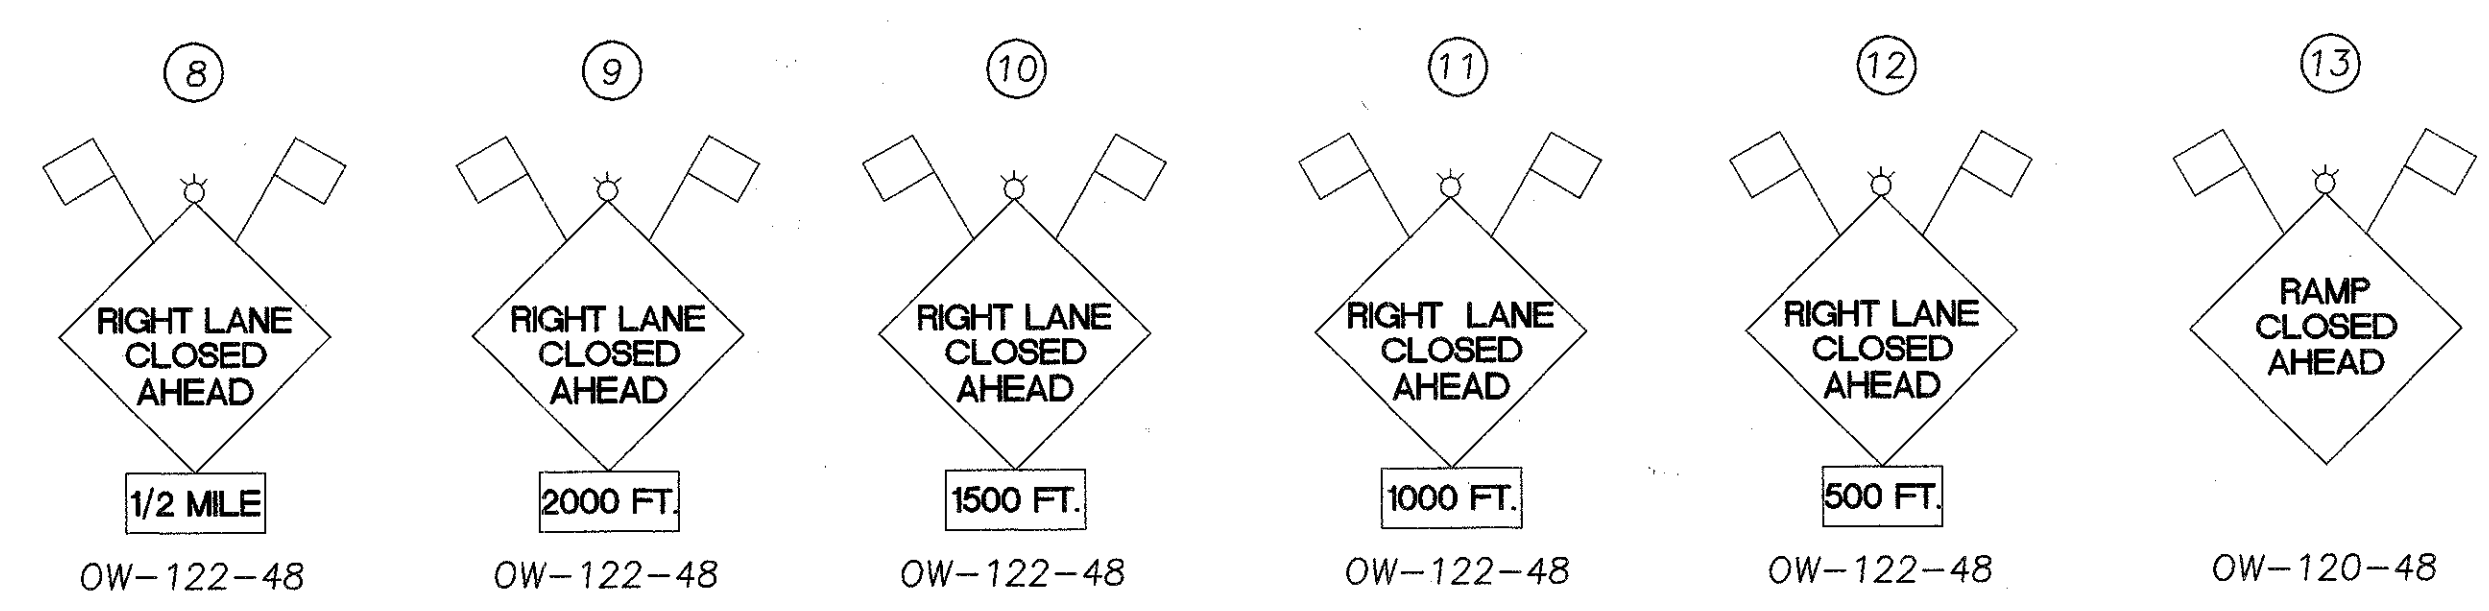 8
RIGHT LANE
CLOSED
AHEAD
1/2 MILE
OW-122-48
9
RIGHT LANE
CLOSED
AHEAD
2000 FT.
OW-122-48
10
RIGHT LANE
CLOSED
AHEAD
1500 FT.
OW-122-48
11
RIGHT LANE
CLOSED
AHEAD
1000 FT.
OW-122-48
12
RIGHT LANE
CLOSED
AHEAD
500 FT.
OW-122-48
13
RAMP
CLOSED
AHEAD
OW-120-48